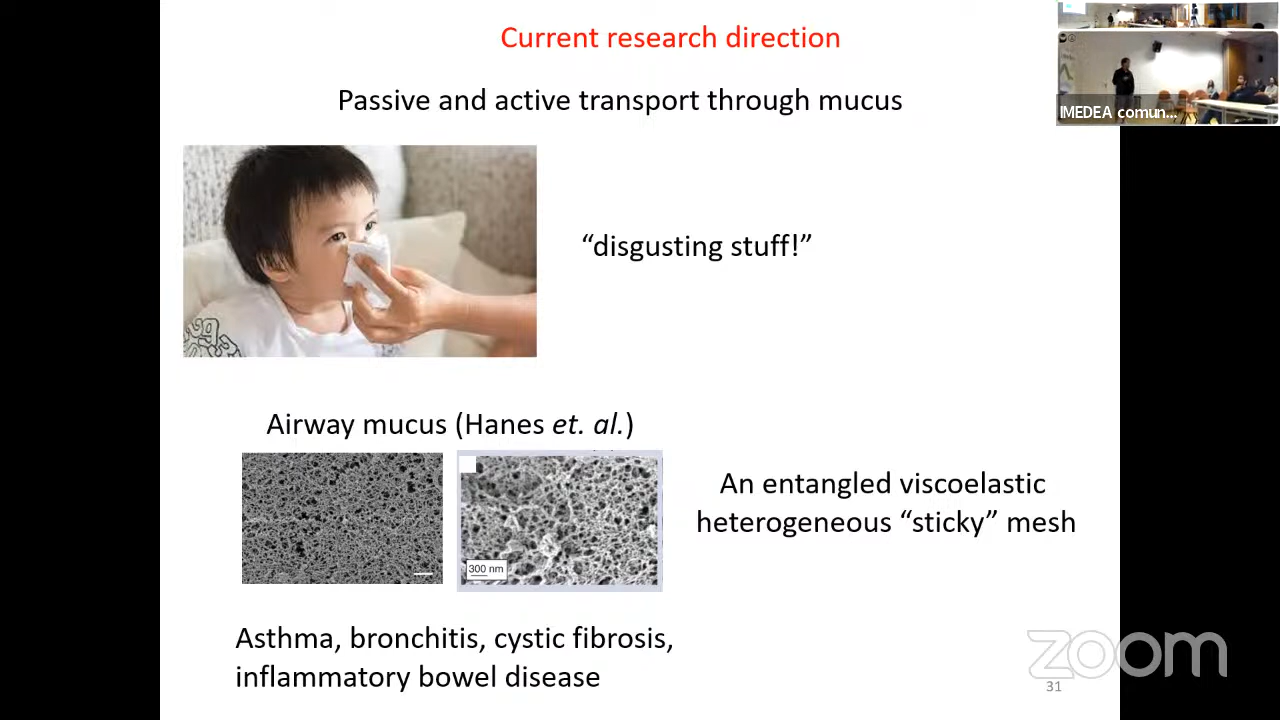 Current research direction
Passive and active transport through mucus
IMEDEA comun...
“disgusting stuff!”
Airway mucus (Hanes et. al.)
An entangled viscoelastic
heterogeneous “sticky” mesh
300 nm
Asthma, bronchitis, cystic fibrosis,
inflammatory bowel disease
zoom
31